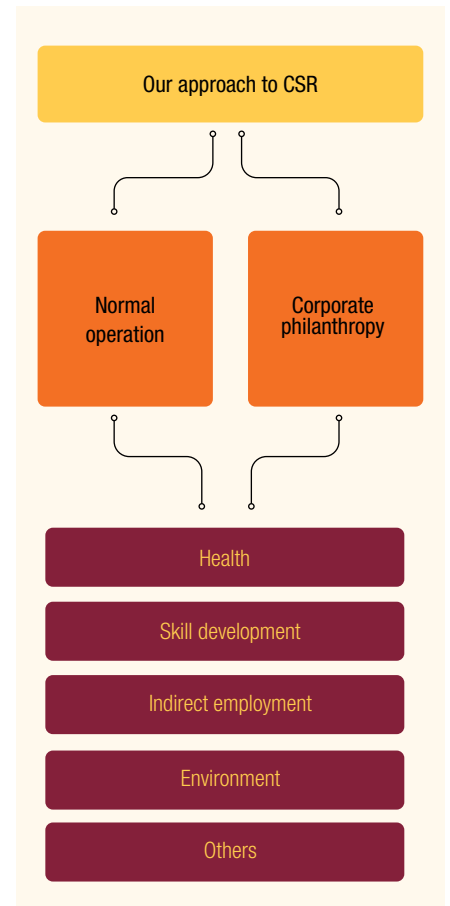 Our approach to CSR
Normal
operation
Corporate
philanthropy
Health
Skill development
Indirect employment
Environment
Others